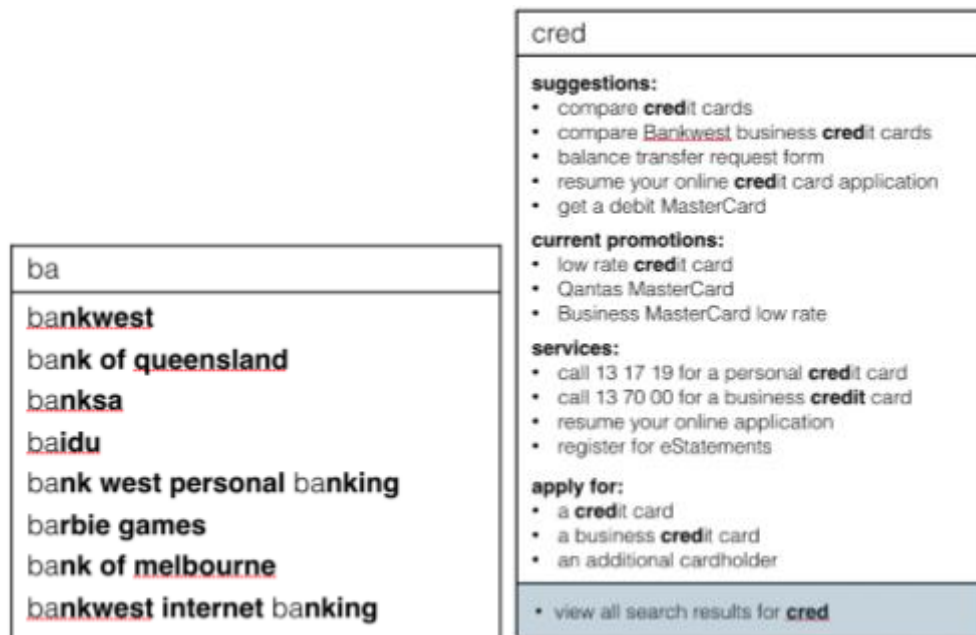 ba
bankwest
bank of queensland
banksa
baidu
bank west personal banking
barbie games
bank of melbourne
bankwest internet banking
cred
suggestions:
• compare credit cards
• compare Bankwest business credit cards
• balance transfer request form
• resume your online credit card application
• get a debit MasterCard
current promotions:
• low rate credit card
• Qantas MasterCard
• Business MasterCard low rate
services:
• call 13 17 19 for a personal credit card
• call 13 70 00 for a business credit card
• resume your online application
• register for eStatements
apply for:
• a credit card
• a business credit card
• an additional cardholder
• view all search results for cred